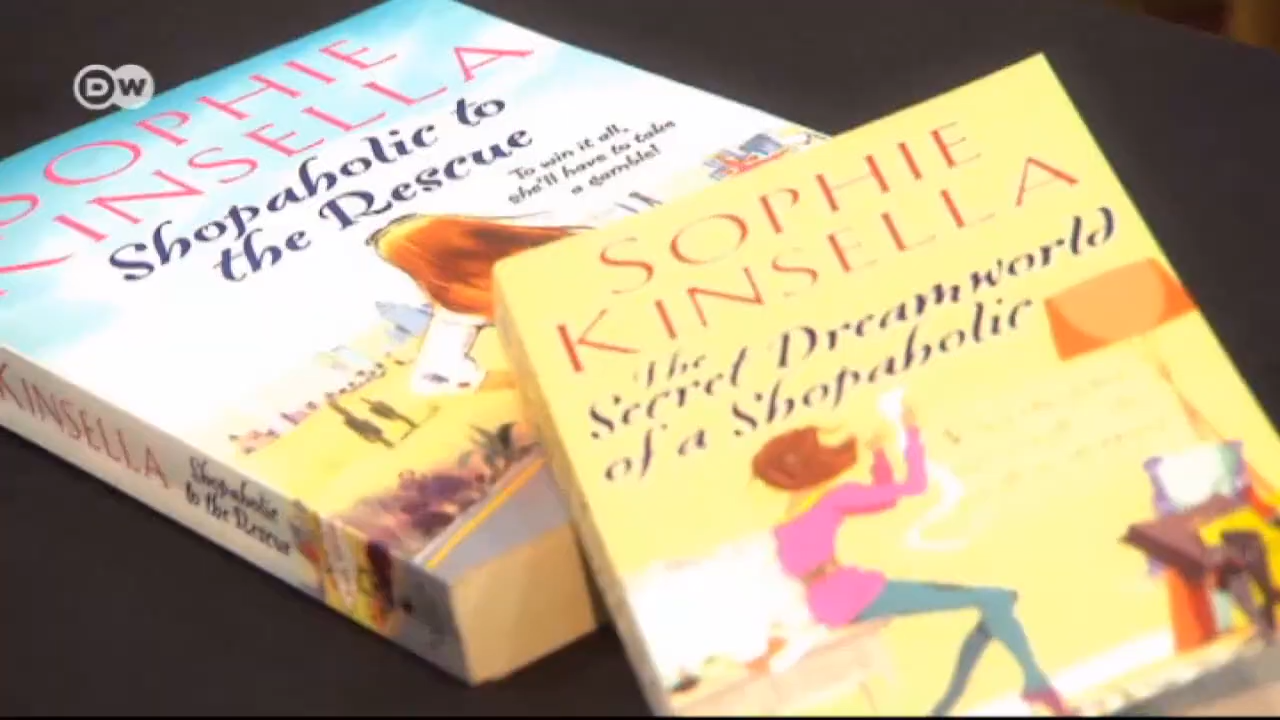 DW
SOPHIE
KINSELLA
Shopaholic to
the Rescue
To win it all,
she'll have to take
a gamble!
KINSELLA
Shopaholic
to the Rescue
SOPHIE
KINSELLA
The
Secret Dreamworld
of a Shopaholic